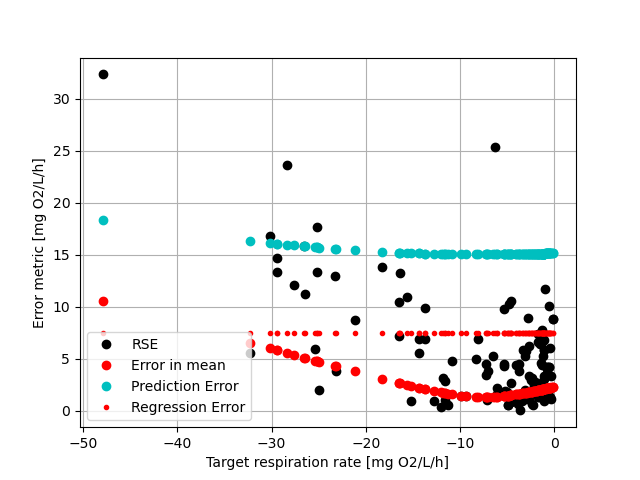 30
25
20
15
10
5
0
Error metric [mg O2/L/h]
RSE
Error in mean
Prediction Error
Regression Error
−50
−40
−30
−20
−10
0
Target respiration rate [mg O2/L/h]